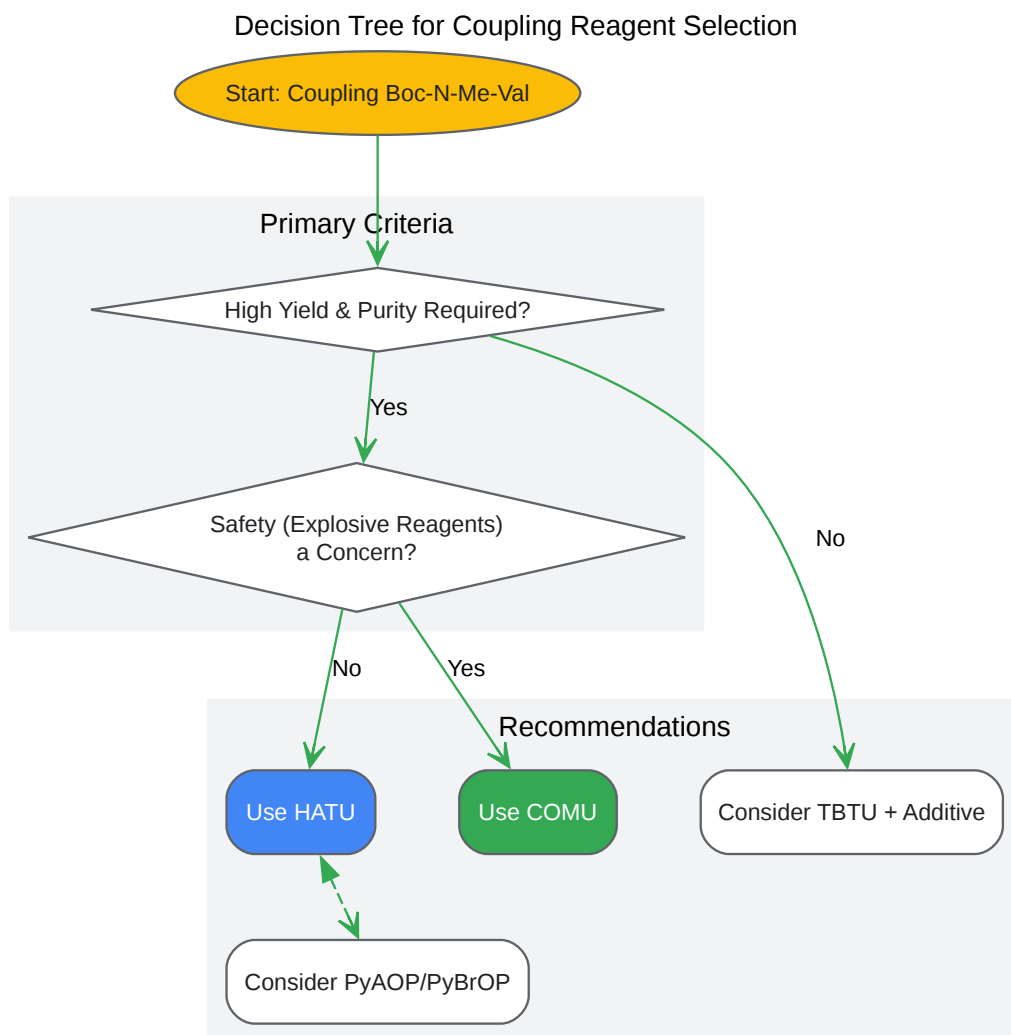 Decision Tree for Coupling Reagent Selection
Start: Coupling Boc-N-Me-Val
Primary Criteria
High Yield & Purity Required?
Yes
Safety (Explosive Reagents)
a Concern?
No
No
Yes
Recommendations
Use HATU
Use COMU
Consider TBTU + Additive
Consider PyAOP/PyBrOP